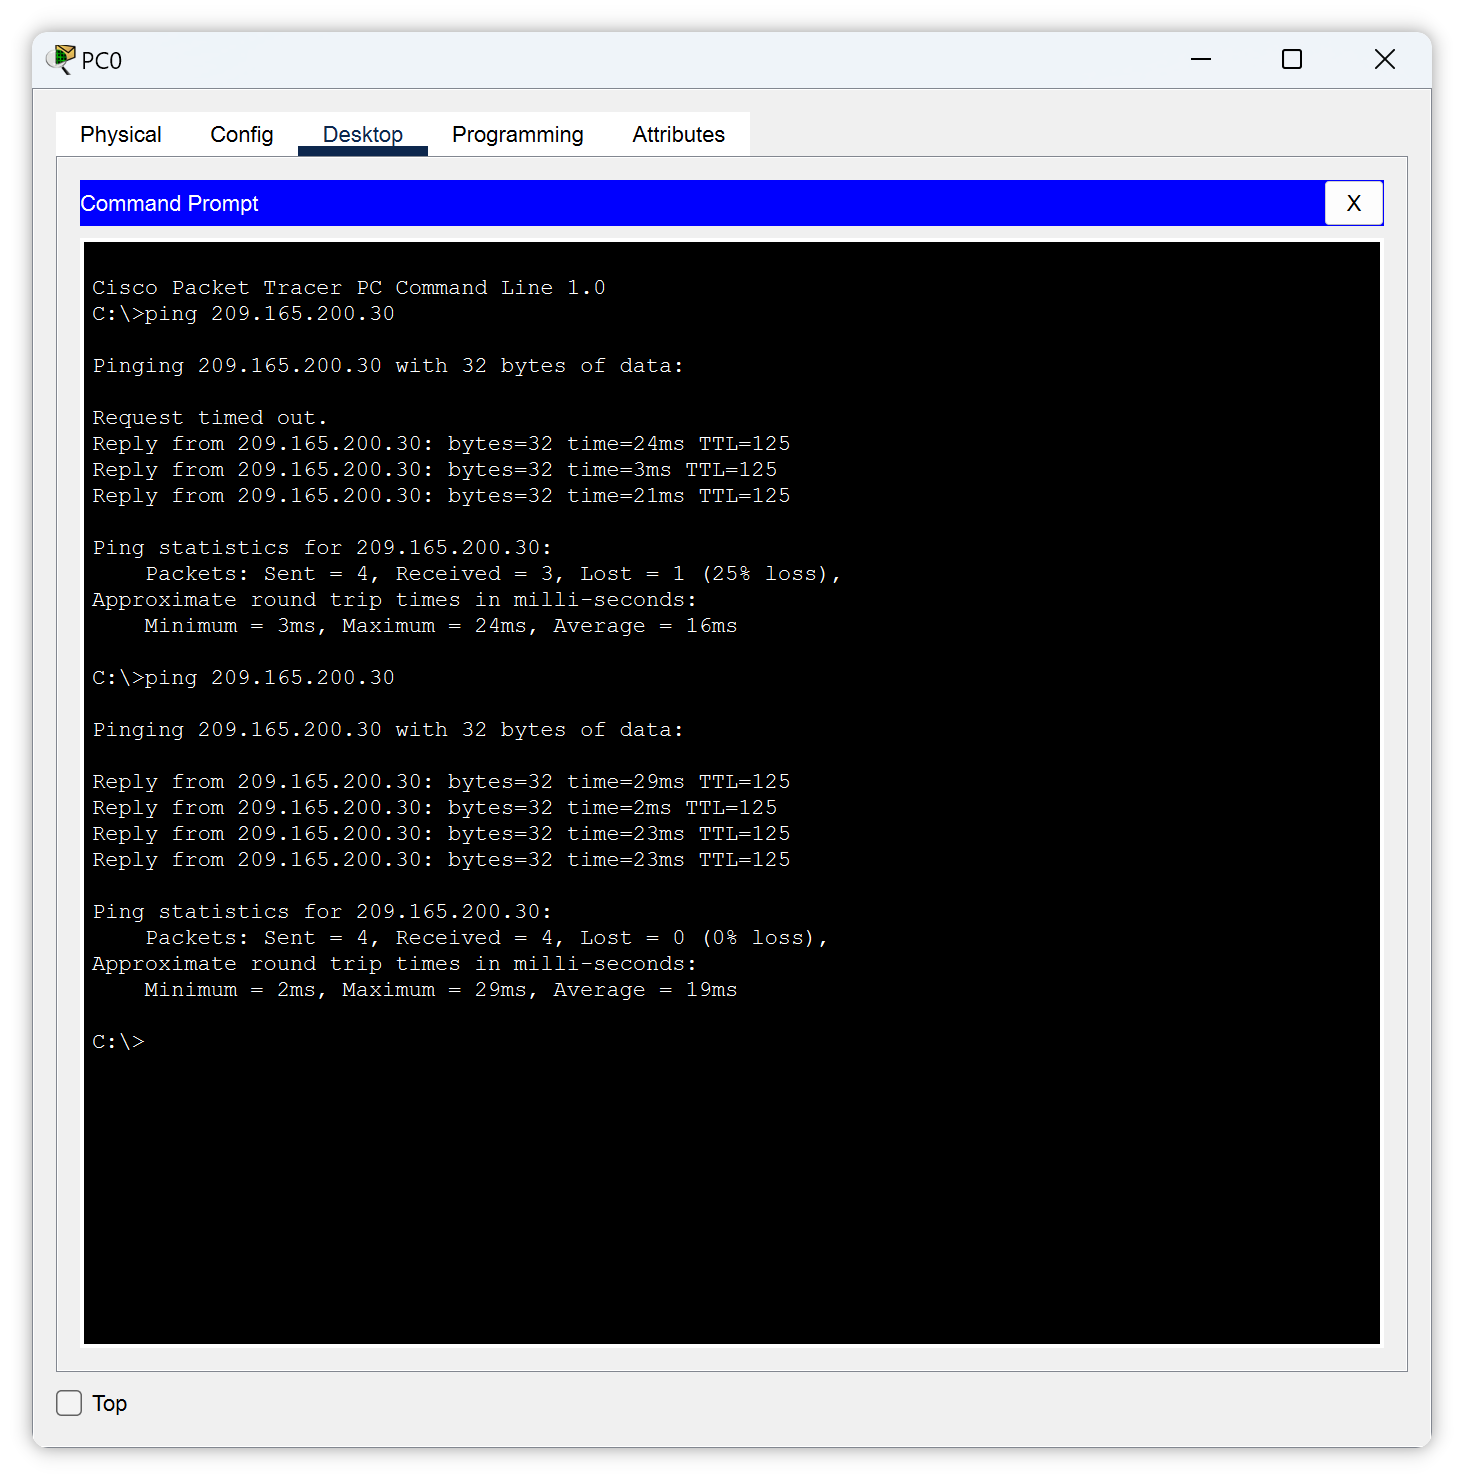 PC0
Physical Config Desktop Programming Attributes
Command Prompt X
Cisco Packet Tracer PC Command Line 1.0
C:\>ping 209.165.200.30
Pinging 209.165.200.30 with 32 bytes of data:
Request timed out.
Reply from 209.165.200.30: bytes=32 time=24ms TTL=125
Reply from 209.165.200.30: bytes=32 time=3ms TTL=125
Reply from 209.165.200.30: bytes=32 time=21ms TTL=125
Ping statistics for 209.165.200.30:
    Packets: Sent = 4, Received = 3, Lost = 1 (25% loss),
Approximate round trip times in milli-seconds:
    Minimum = 3ms, Maximum = 24ms, Average = 16ms
C:\>ping 209.165.200.30
Pinging 209.165.200.30 with 32 bytes of data:
Reply from 209.165.200.30: bytes=32 time=29ms TTL=125
Reply from 209.165.200.30: bytes=32 time=2ms TTL=125
Reply from 209.165.200.30: bytes=32 time=23ms TTL=125
Reply from 209.165.200.30: bytes=32 time=23ms TTL=125
Ping statistics for 209.165.200.30:
    Packets: Sent = 4, Received = 4, Lost = 0 (0% loss),
Approximate round trip times in milli-seconds:
    Minimum = 2ms, Maximum = 29ms, Average = 19ms
C:\>
Top